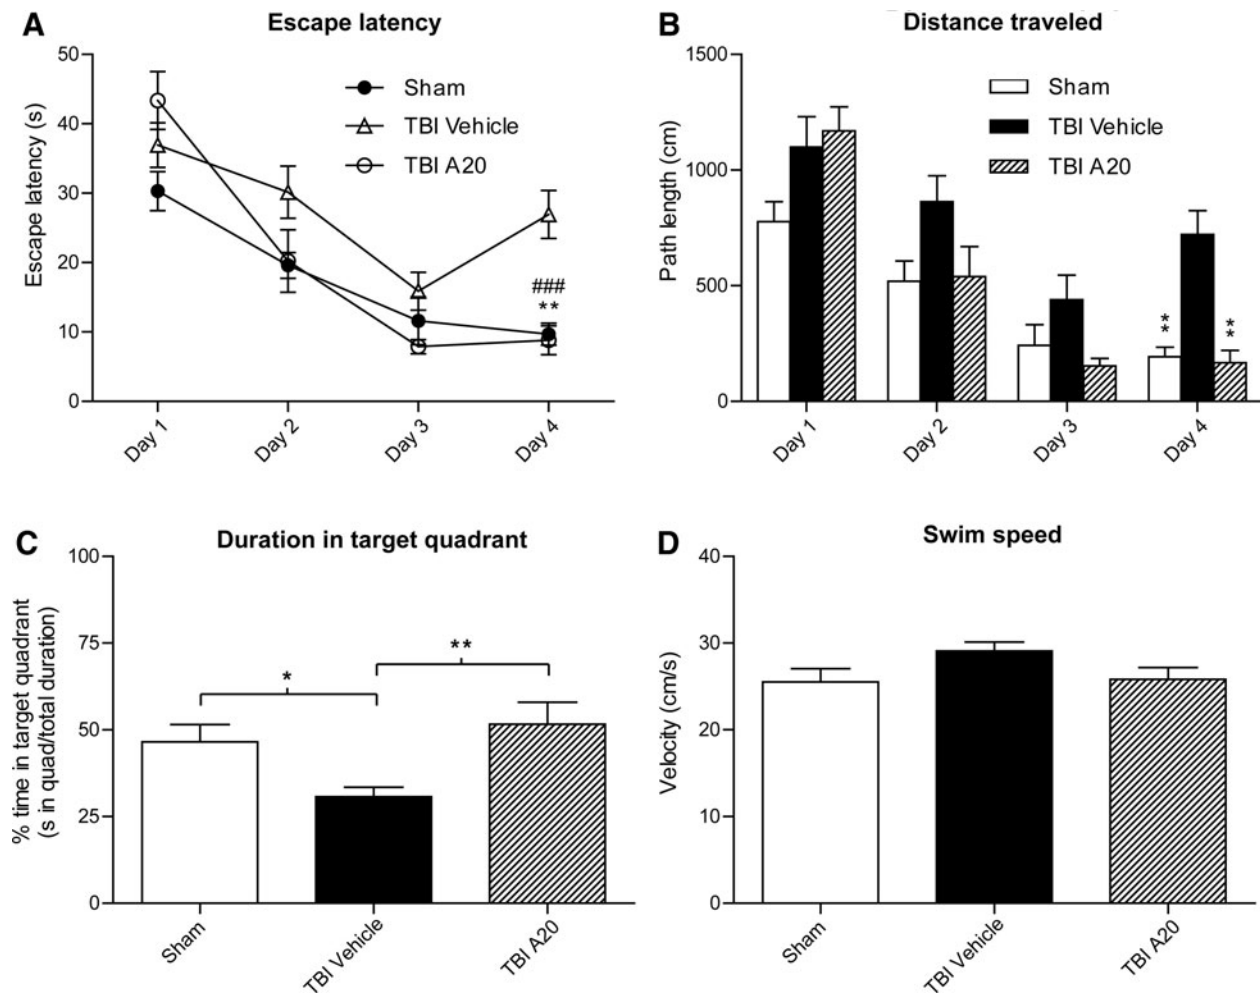 A
Escape latency
Escape latency (s)
50
40
30
20
10
0
Sham
TBI Vehicle
TBI A20
###
**
Day 1
Day 2
Day 3
Day 4
B
Distance traveled
Path length (cm)
1500
1000
500
0
Sham
TBI Vehicle
TBI A20
**
**
Day 1
Day 2
Day 3
Day 4
C
Duration in target quadrant
% time in target quadrant
(s in quad/total duration)
100
75
50
25
0
*
**
Sham
TBI Vehicle
TBI A20
D
Swim speed
Velocity (cm/s)
40
30
20
10
0
Sham
TBI Vehicle
TBI A20